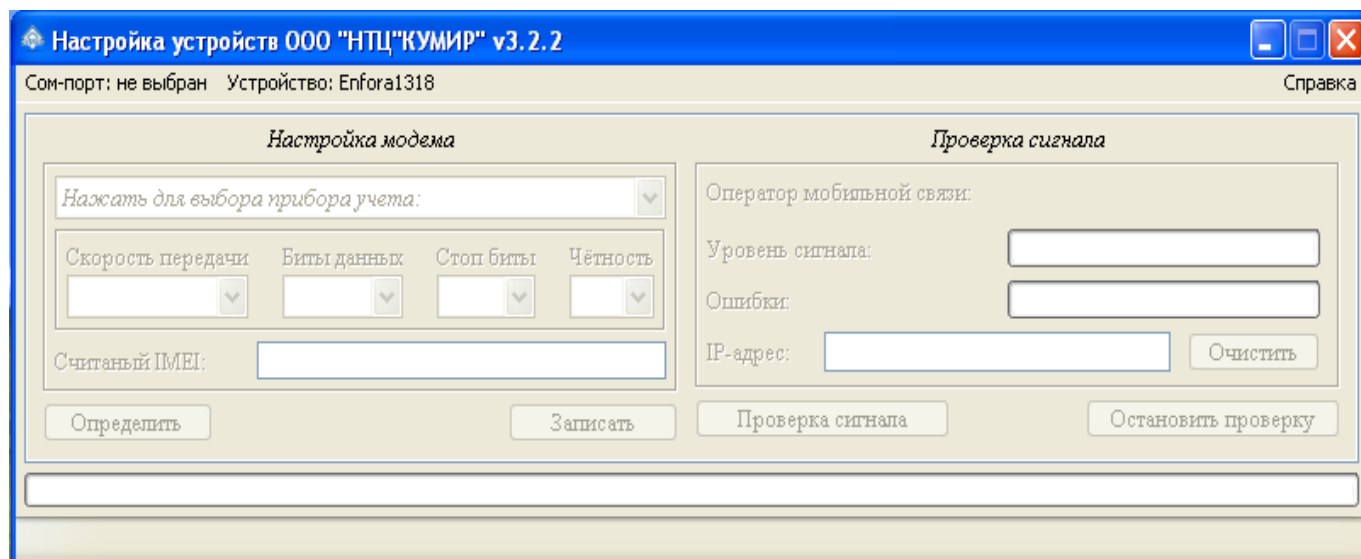 Настройка устройств ООО "НТЦ"КУМИР" v3.2.2
Сом-порт: не выбран Устройство: Enfora1318 Справка
Настройка модема
Нажать для выбора прибора учета:
Скорость передачи Биты данных Стоп биты Чётность
Считаный IMEI:
Определить Записать
Проверка сигнала
Оператор мобильной связи:
Уровень сигнала:
Ошибки:
IP-адрес: Очистить
Проверка сигнала Остановить проверку